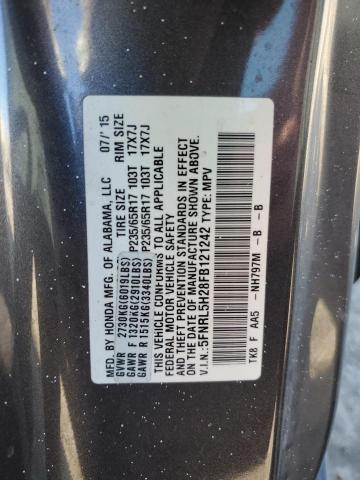 MFD. BY HONDA MFG. OF ALABAMA, LLC 07/'15
TIRE SIZE RIM SIZE
GVWR 2730KG(6019LBS)
GAWR F 1320KG(2910LBS) P235/65R17 103T 17X7J
GAWR R 1515KG(3340LBS) P235/65R17 103T 17X7J
THIS VEHICLE CONFORMS TO ALL APPLICABLE
FEDERAL MOTOR VEHICLE SAFETY
AND THEFT PREVENTION STANDARDS IN EFFECT
ON THE DATE OF MANUFACTURE SHOWN ABOVE.
V.I.N.: 5FNRL5H28FB121242 TYPE: MPV
TK8 F AA5 -NH797M -B -B